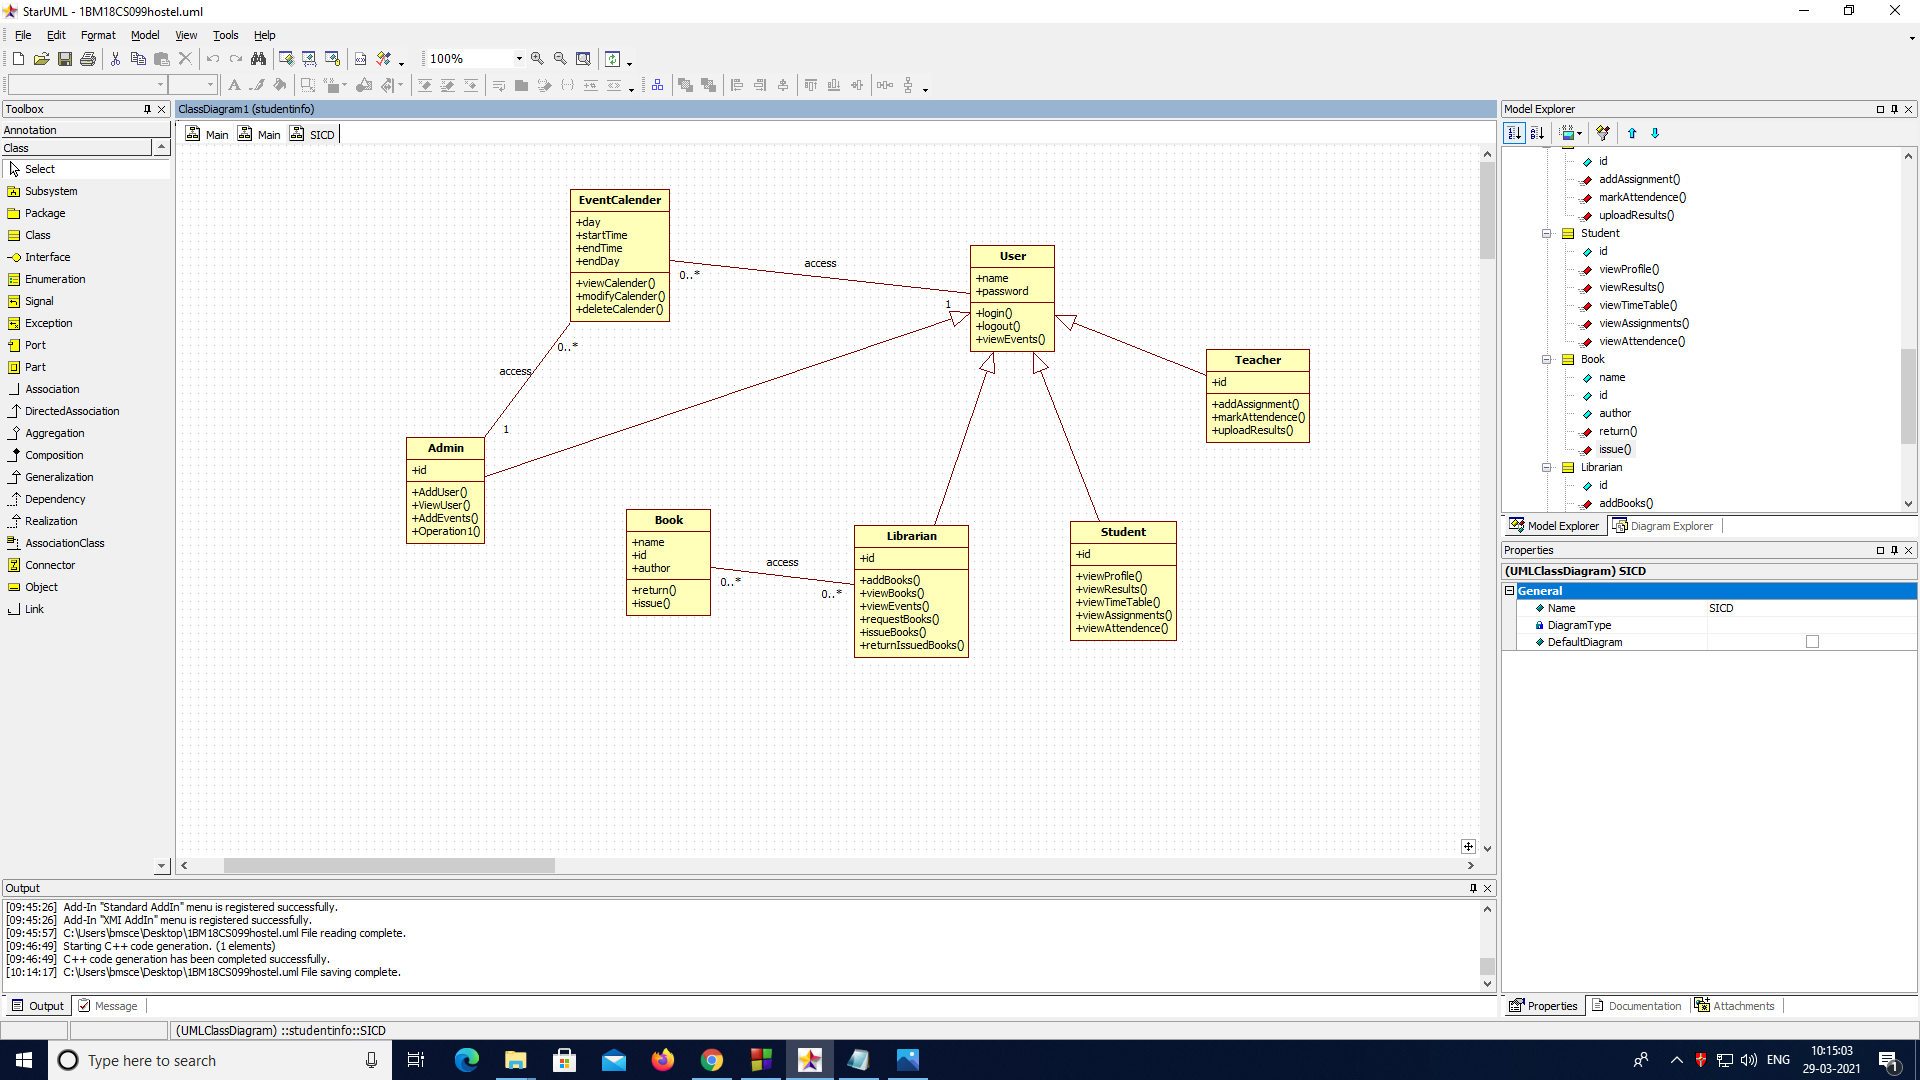 StarUML - 1BM18CS099hostel.uml
File Edit Format Model View Tools Help
100%
Toolbox
Annotation
Class
Select
Subsystem
Package
Class
Interface
Enumeration
Signal
Exception
Port
Part
Association
DirectedAssociation
Aggregation
Composition
Generalization
Dependency
Realization
AssociationClass
Connector
Object
Link
ClassDiagram1 (studentinfo)
Main Main SICD
EventCalender
+day
+startTime
+endTime
+endDay
+viewCalender()
+modifyCalender()
+deleteCalender()
0..*
access
1
User
+name
+password
+login()
+logout()
+viewEvents()
0..*
access
1
Teacher
+id
+addAssignment()
+markAttendence()
+uploadResults()
Admin
+id
+AddUser()
+ViewUser()
+AddEvents()
+Operation1()
Book
+name
+id
+author
+return()
+issue()
access
0..*
0..*
Librarian
+id
+addBooks()
+viewBooks()
+viewEvents()
+requestBooks()
+issueBooks()
+returnIssuedBooks()
Student
+id
+viewProfile()
+viewResults()
+viewTimeTable()
+viewAssignments()
+viewAttendence()
Model Explorer
id
addAssignment()
markAttendence()
uploadResults()
Student
id
viewProfile()
viewResults()
viewTimeTable()
viewAssignments()
viewAttendence()
Book
name
id
author
return()
issue()
Librarian
id
addBooks()
Model Explorer Diagram Explorer
Properties
(UMLClassDiagram) SICD
General
Name SICD
DiagramType
DefaultDiagram
Properties Documentation Attachments
Output
[09:45:26] Add-In "Standard AddIn" menu is registered successfully.
[09:45:26] Add-In "XMI AddIn" menu is registered successfully.
[09:45:57] C:\Users\bmsce\Desktop\1BM18CS099hostel.uml File reading complete.
[09:46:49] Starting C++ code generation. (1 elements)
[09:46:49] C++ code generation has been completed successfully.
[10:14:17] C:\Users\bmsce\Desktop\1BM18CS099hostel.uml File saving complete.
Output Message
(UMLClassDiagram) ::studentinfo::SICD
Type here to search
ENG
10:15:03
29-03-2021
1